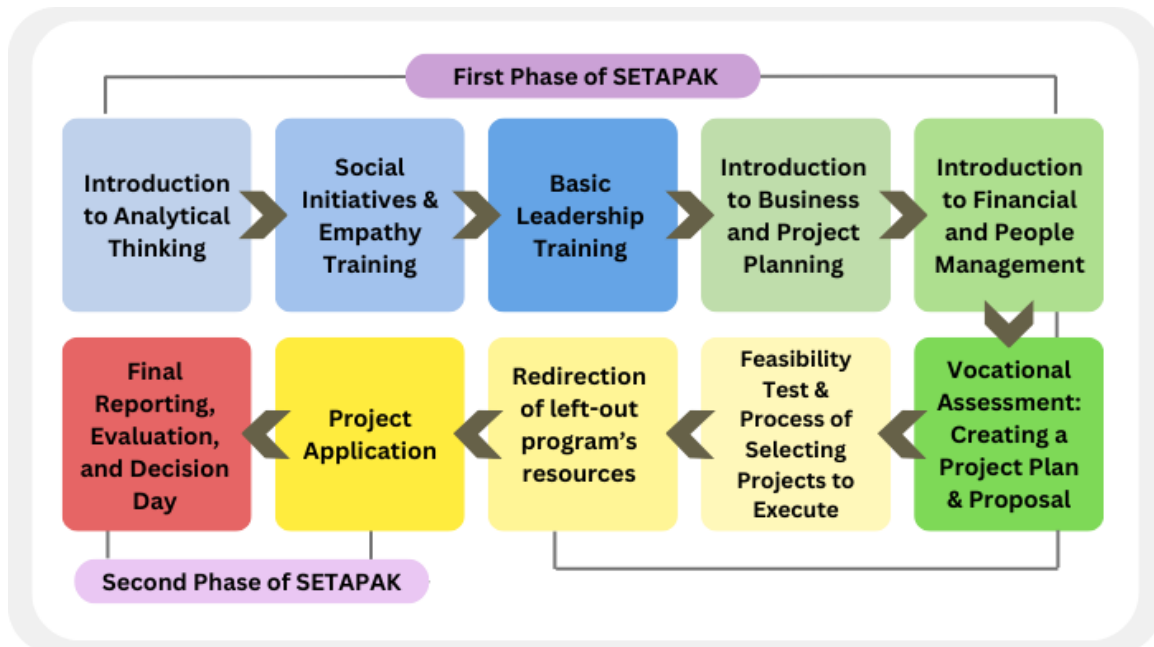 First Phase of SETAPAK
Introduction
to Analytical
Thinking
Social
Initiatives &
Empathy
Training
Basic
Leadership
Training
Introduction
to Business
and Project
Planning
Introduction
to Financial
and People
Management
Vocational
Assessment:
Creating a
Project Plan
& Proposal
Feasibility
Test &
Process of
Selecting
Projects to
Execute
Redirection
of left-out
program's
resources
Project
Application
Final
Reporting,
Evaluation,
and Decision
Day
Second Phase of SETAPAK